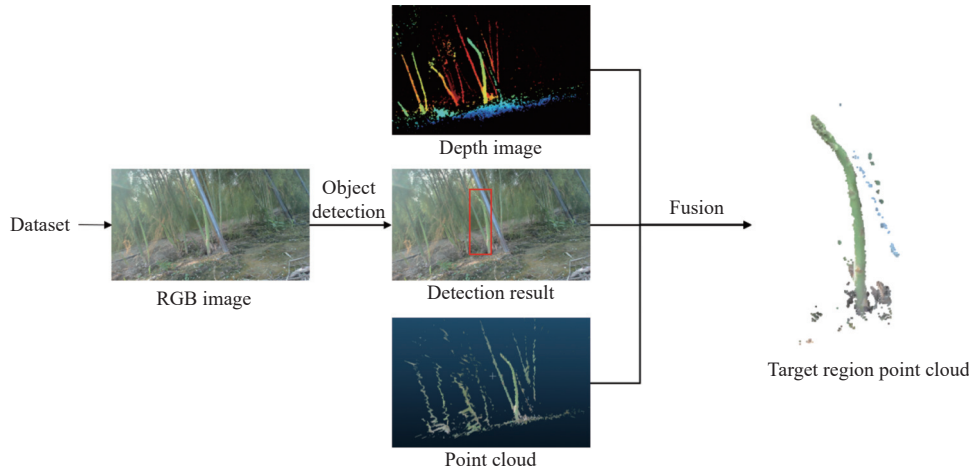 Depth image
Object
detection
Dataset
Fusion
RGB image
Detection result
Target region point cloud
Point cloud